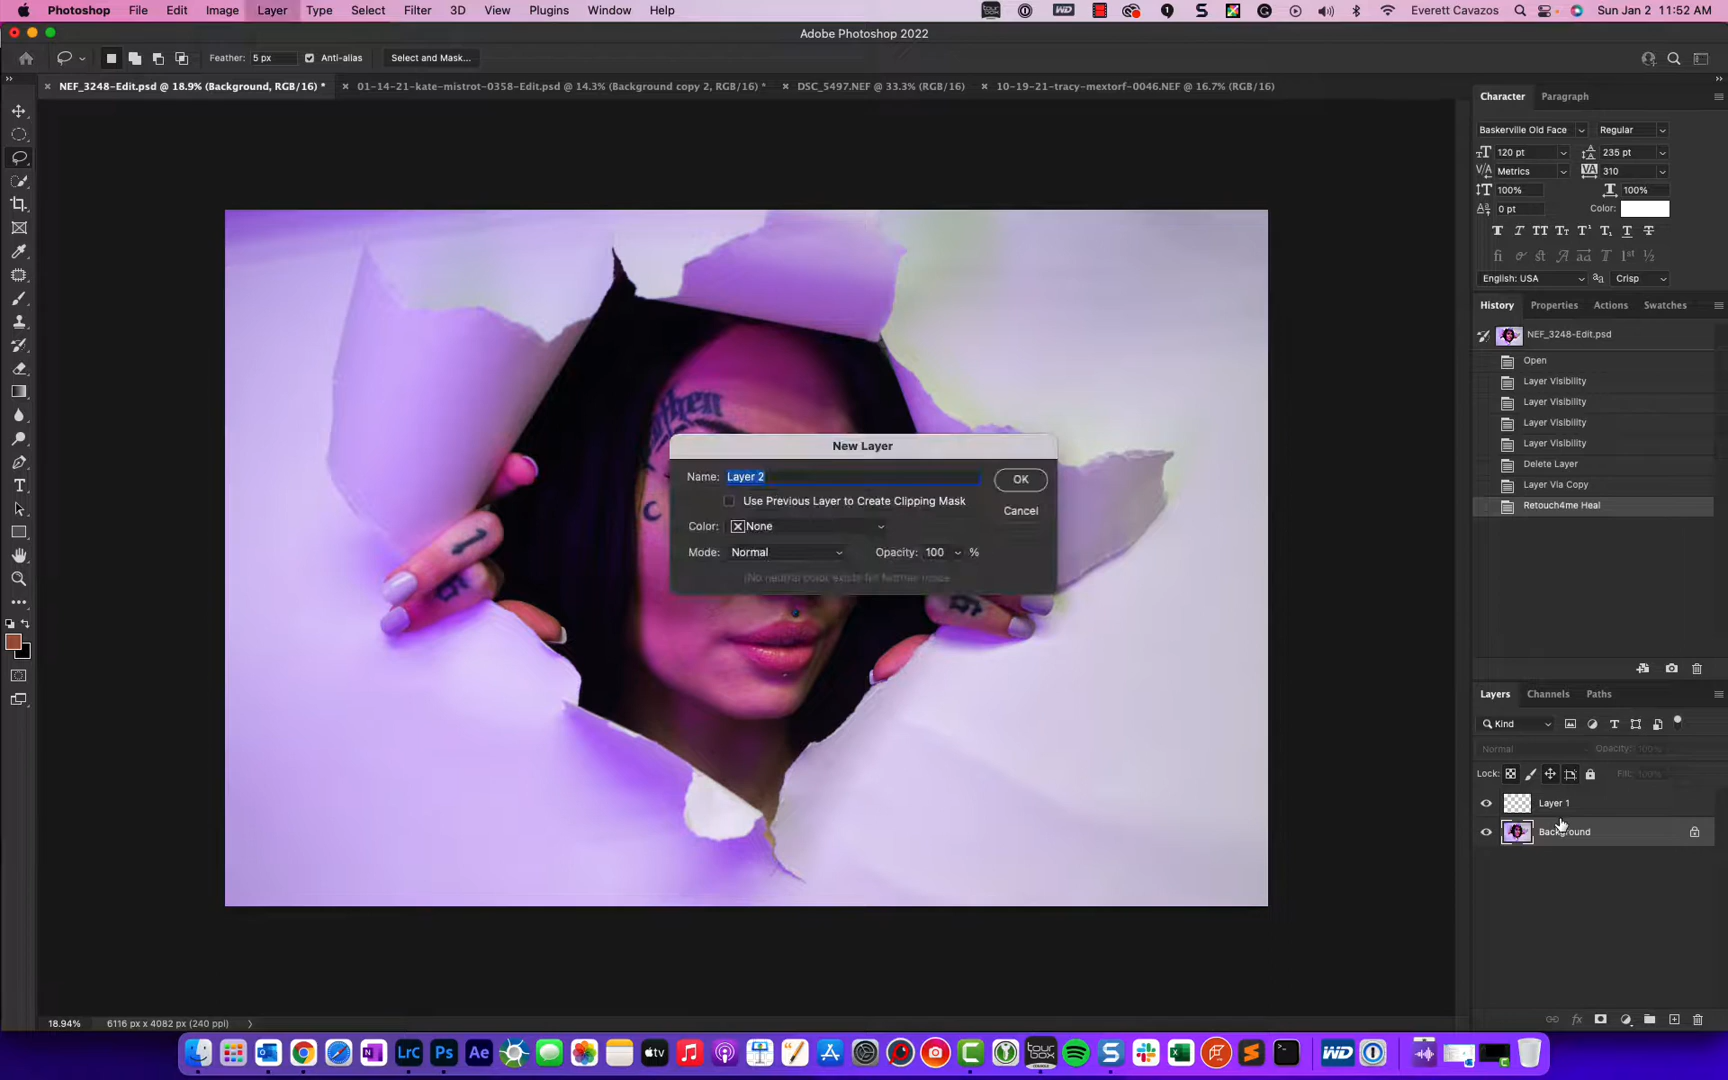 Photoshop File Edit Image Layer Type Select Filter 3D View Plugins Window Help
Everett Cavazos Sun Jan 2 11:52 AM
Adobe Photoshop 2022
Feather: 5 px Anti-alias Select and Mask...
NEF_3248-Edit.psd @ 18.9% (Background, RGB/16) * 01-14-21-kate-mistrot-0358-Edit.psd @ 14.3% (Background copy 2, RGB/16) * DSC_5497.NEF @ 33.3% (RGB/16) 10-19-21-tracy-mextorf-0046.NEF @ 16.7% (RGB/16)
Character Paragraph
Baskerville Old Face Regular
120 pt 235 pt
Metrics 310
100% 100%
0 pt Color:
English: USA Crisp
History Properties Actions Swatches
NEF_3248-Edit.psd
Open
Layer Visibility
Layer Visibility
Layer Visibility
Layer Visibility
Delete Layer
Layer Via Copy
Retouch4me Heal
New Layer
Name: Layer 2 OK
Use Previous Layer to Create Clipping Mask
Cancel
Color: None
Mode: Normal Opacity: 100 %
Layers Channels Paths
Kind
Normal Opacity: 100%
Lock: Fill: 100%
Layer 1
Background
18.94% 6116 px x 4082 px (240 ppi)
LrC Ps Ae tv WD